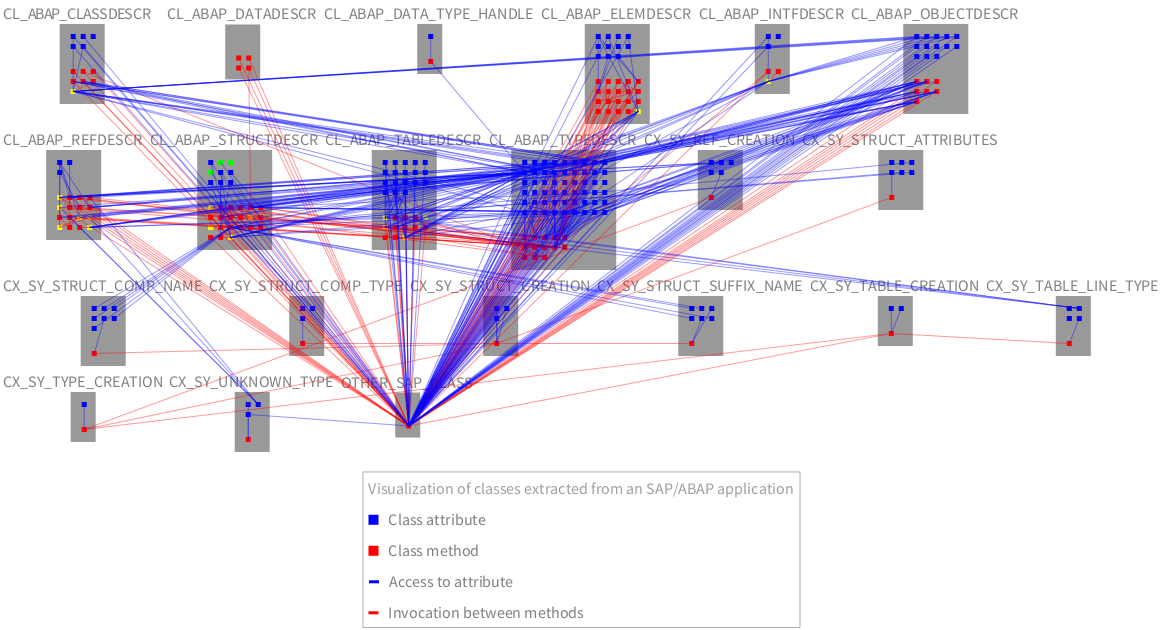 CL_ABAP_CLASSDESCR CL_ABAP_DATADESCR CL_ABAP_DATA_TYPE_HANDLE CL_ABAP_ELEMDESCR CL_ABAP_INTFDESCR CL_ABAP_OBJECTDESCR
CL_ABAP_REFDESCR CL_ABAP_STRUCTDESCR CL_ABAP_TABLEDESCR CL_ABAP_TYPEDESCR CX_SY_REF_CREATION CX_SY_STRUCT_ATTRIBUTES
CX_SY_STRUCT_COMP_NAME CX_SY_STRUCT_COMP_TYPE CX_SY_STRUCT_CREATION CX_SY_STRUCT_SUFFIX_NAME CX_SY_TABLE_CREATION CX_SY_TABLE_LINE_TYPE
CX_SY_TYPE_CREATION CX_SY_UNKNOWN_TYPE OTHER_SAP_CLASS
Visualization of classes extracted from an SAP/ABAP application
Class attribute
Class method
Access to attribute
Invocation between methods